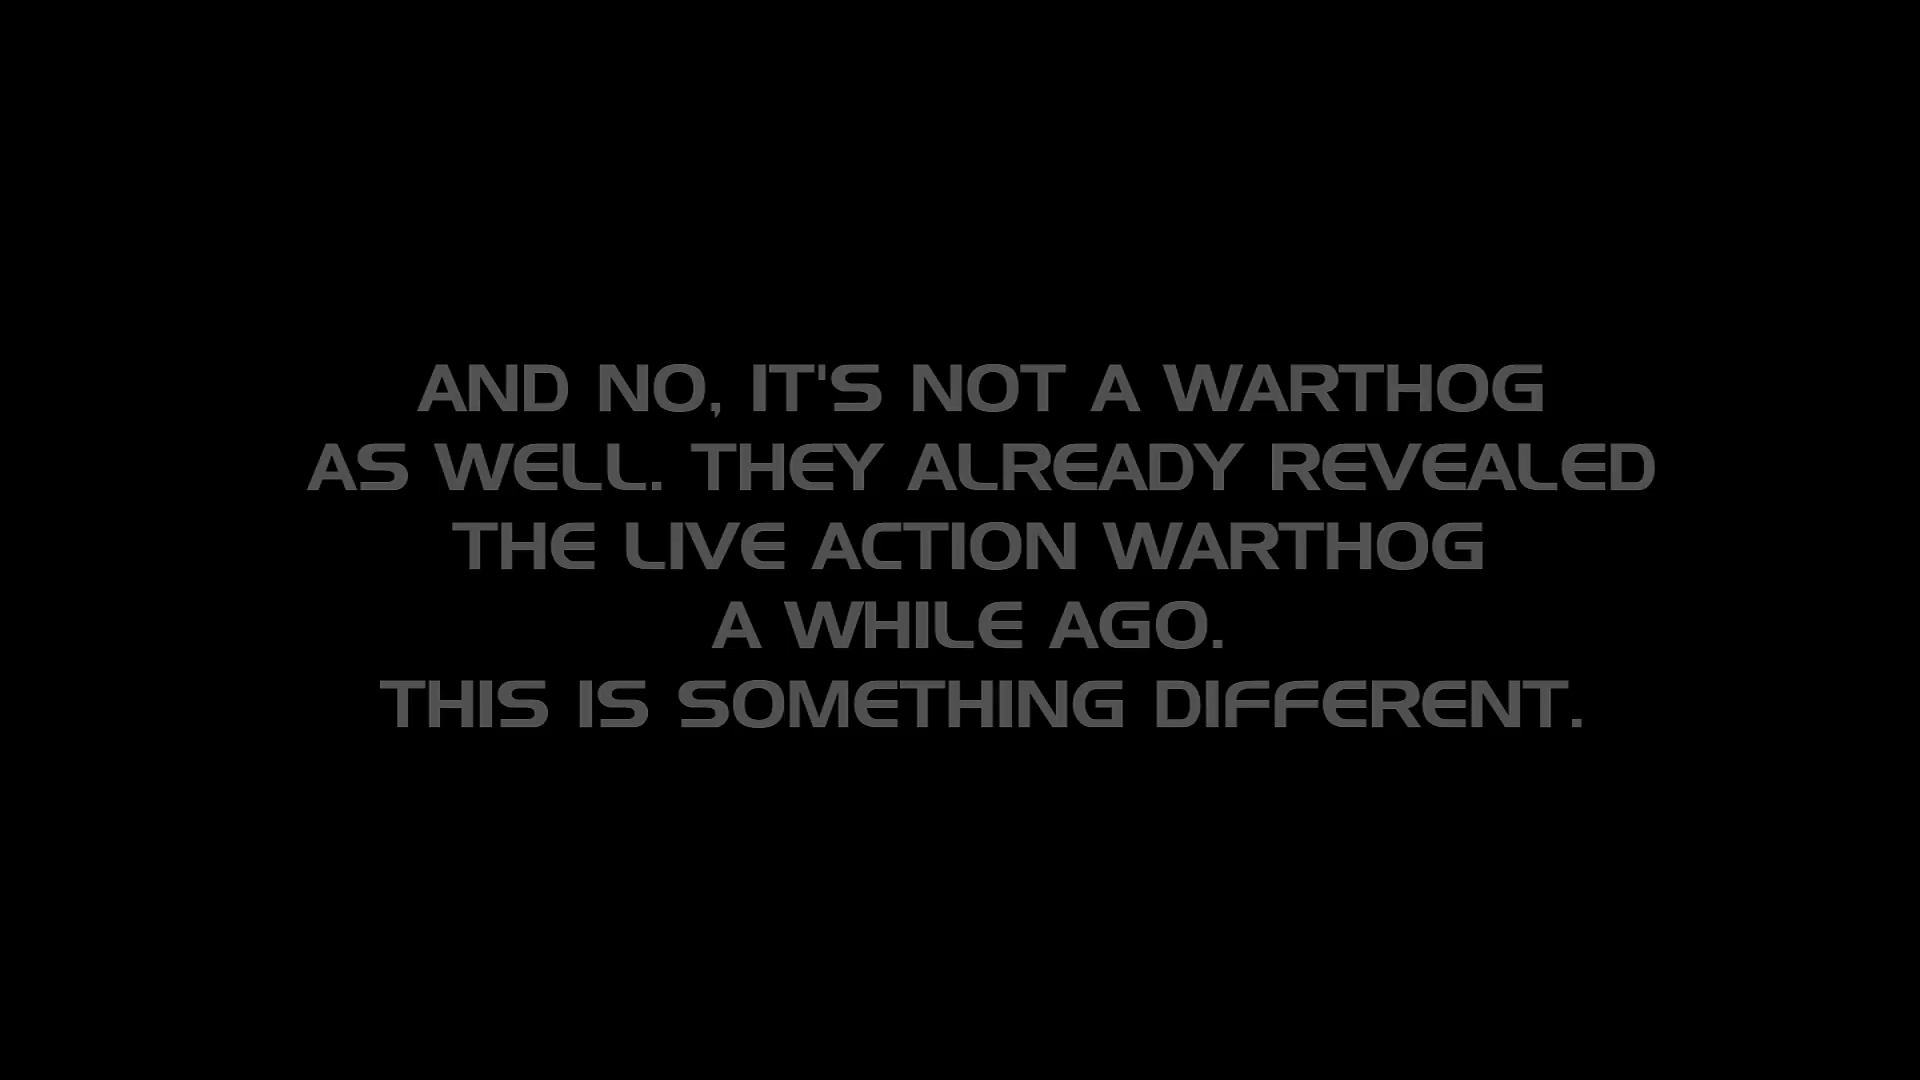 AND NO, IT'S NOT A WARTHOG
AS WELL. THEY ALREADY REVEALED
THE LIVE ACTION WARTHOG
A WHILE AGO.
THIS IS SOMETHING DIFFERENT.